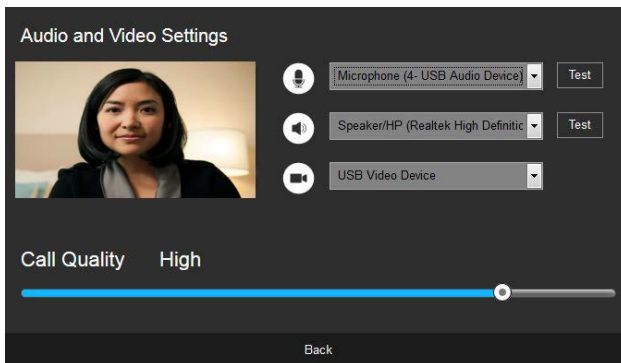 Audio and Video Settings
Microphone (4- USB Audio Device)
Test
Speaker/HP (Realtek High Definitic
Test
USB Video Device
Call Quality High
Back